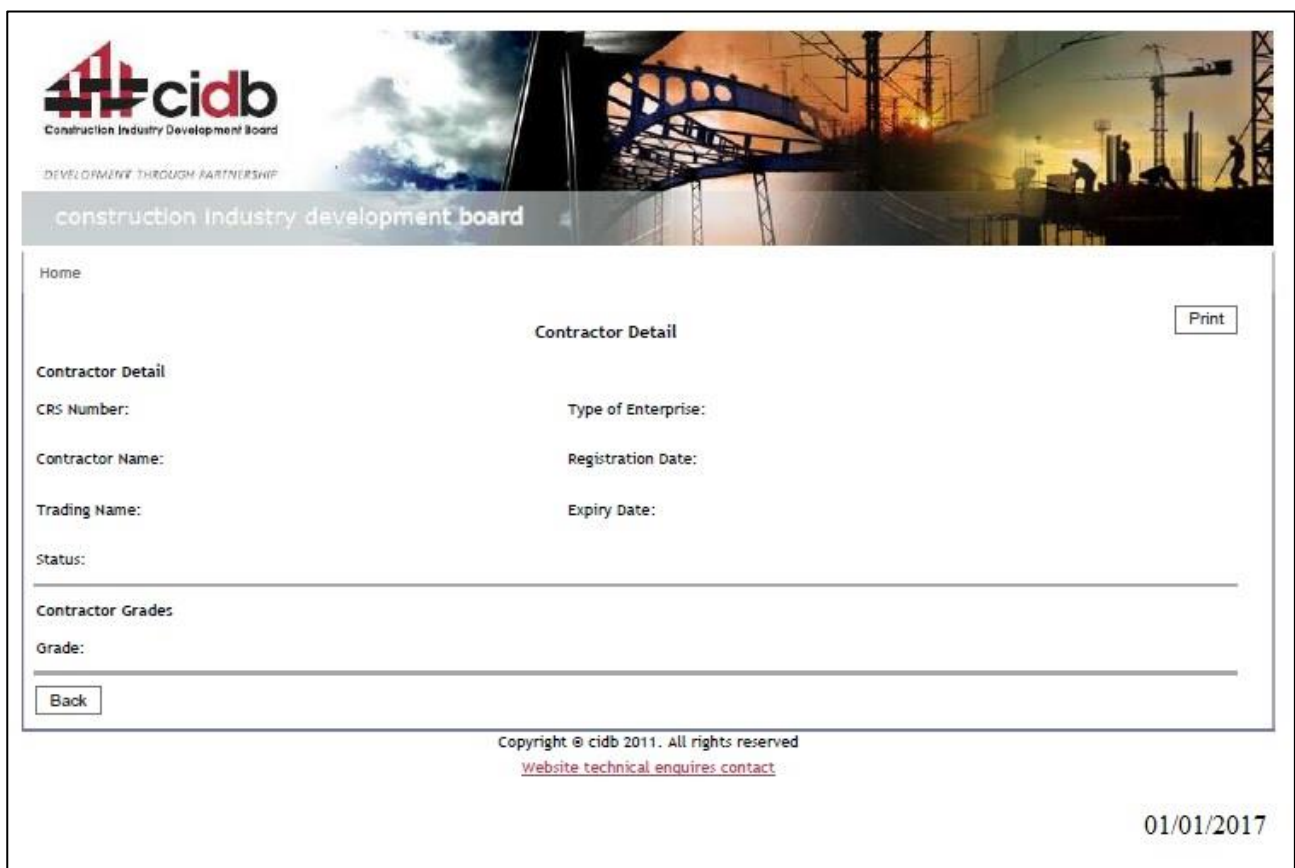 cidb
Construction Industry Development Board
DEVELOPMENT THROUGH PARTNERSHIP
construction industry development board
Home
Print
Contractor Detail
Contractor Detail
CRS Number: Type of Enterprise:
Contractor Name: Registration Date:
Trading Name: Expiry Date:
Status:
Contractor Grades
Grade:
Back
Copyright © cidb 2011. All rights reserved
Website technical enquires contact
01/01/2017